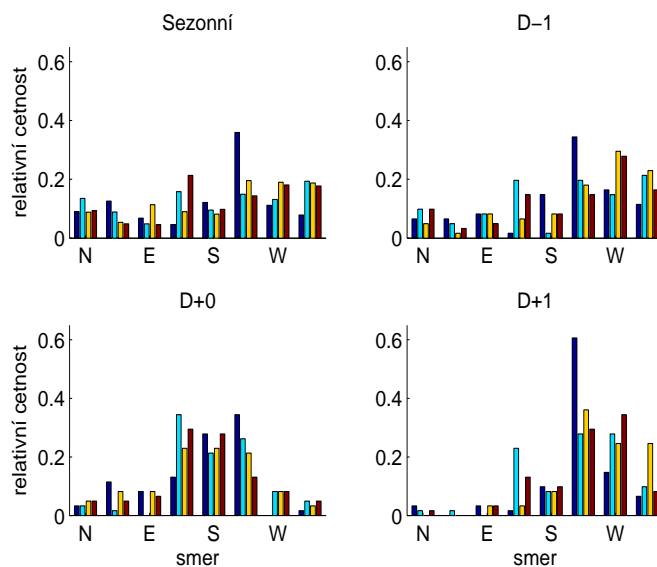 Sezonní
D−1
relativní cetnost
0.6
0.4
0.2
0
N E S W
0.6
0.4
0.2
0
N E S W
D+0
D+1
relativní cetnost
0.6
0.4
0.2
0
N E S W
smer
0.6
0.4
0.2
0
N E S W
smer